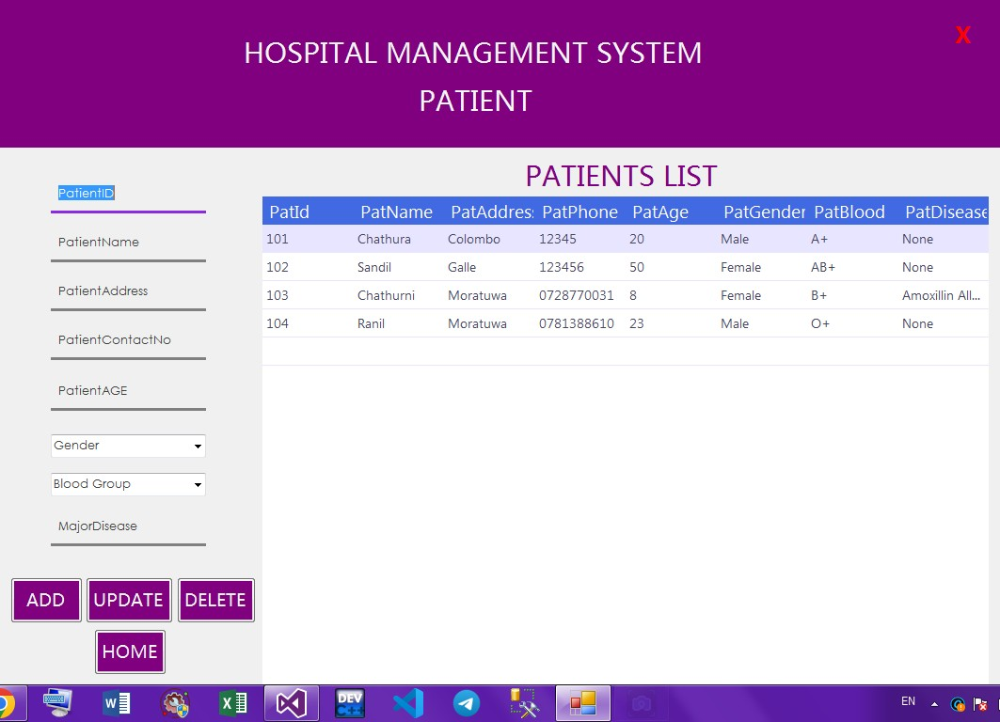 X
HOSPITAL MANAGEMENT SYSTEM
PATIENT
PatientID
PatientName
PatientAddress
PatientContactNo
PatientAGE
Gender
Blood Group
MajorDisease
ADD UPDATE DELETE
HOME
PATIENTS LIST
PatId PatName PatAddres PatPhone PatAge PatGender PatBlood PatDisease
101 Chathura Colombo 12345 20 Male A+ None
102 Sandil Galle 123456 50 Female AB+ None
103 Chathurni Moratuwa 0728770031 8 Female B+ Amoxillin All...
104 Ranil Moratuwa 0781388610 23 Male O+ None
DEV C++
EN